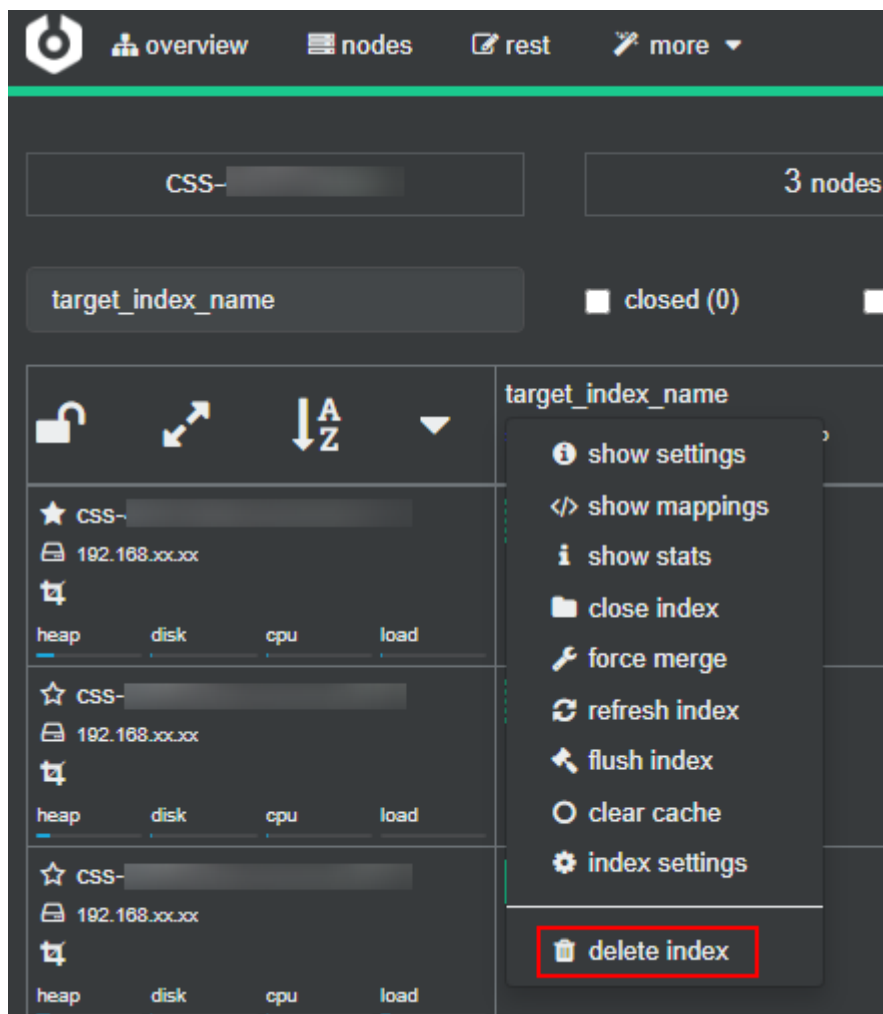 overview nodes rest more
css- 3 nodes
target_index_name closed (0)
A
Z
target_index_name
show settings
show mappings
show stats
close index
force merge
refresh index
flush index
clear cache
index settings
delete index
css-
192.168.xx.xx
heap disk cpu load
css-
192.168.xx.xx
heap disk cpu load
css-
192.168.xx.xx
heap disk cpu load